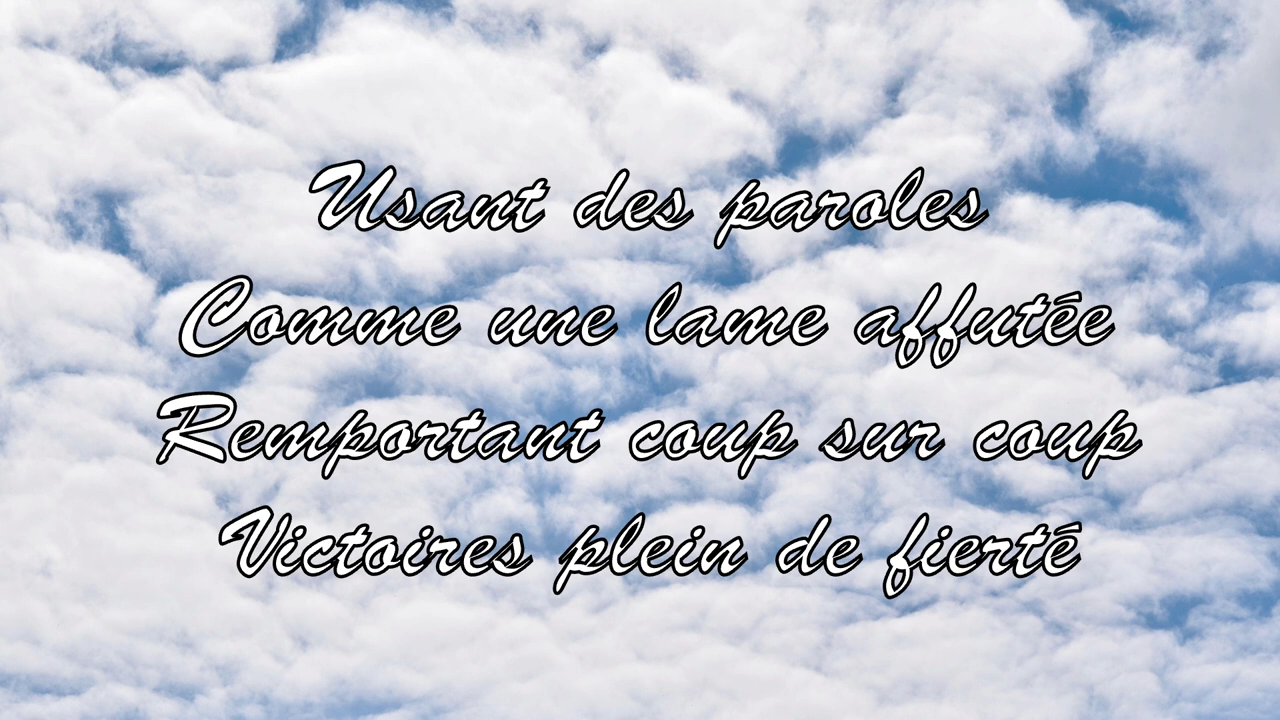 Usant des paroles
Comme une lame affutée
Remportant coup sur coup
Victoires plein de fierté